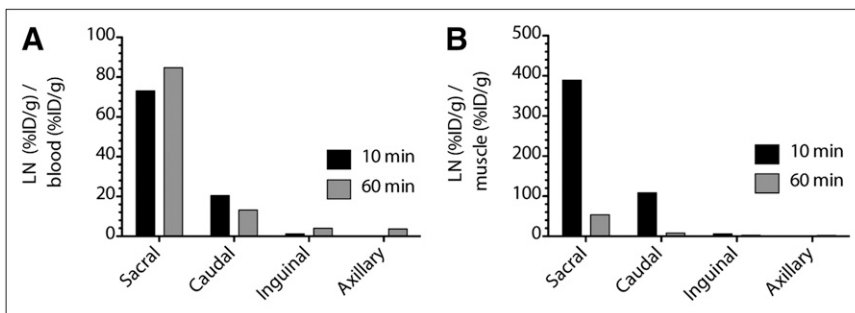 A
LN (%ID/g) /
blood (%ID/g)
100
80
60
40
20
0
10 min
60 min
Sacral
Caudal
Inguinal
Axillary
B
LN (%ID/g) /
muscle (%ID/g)
500
400
300
200
100
0
10 min
60 min
Sacral
Caudal
Inguinal
Axillary